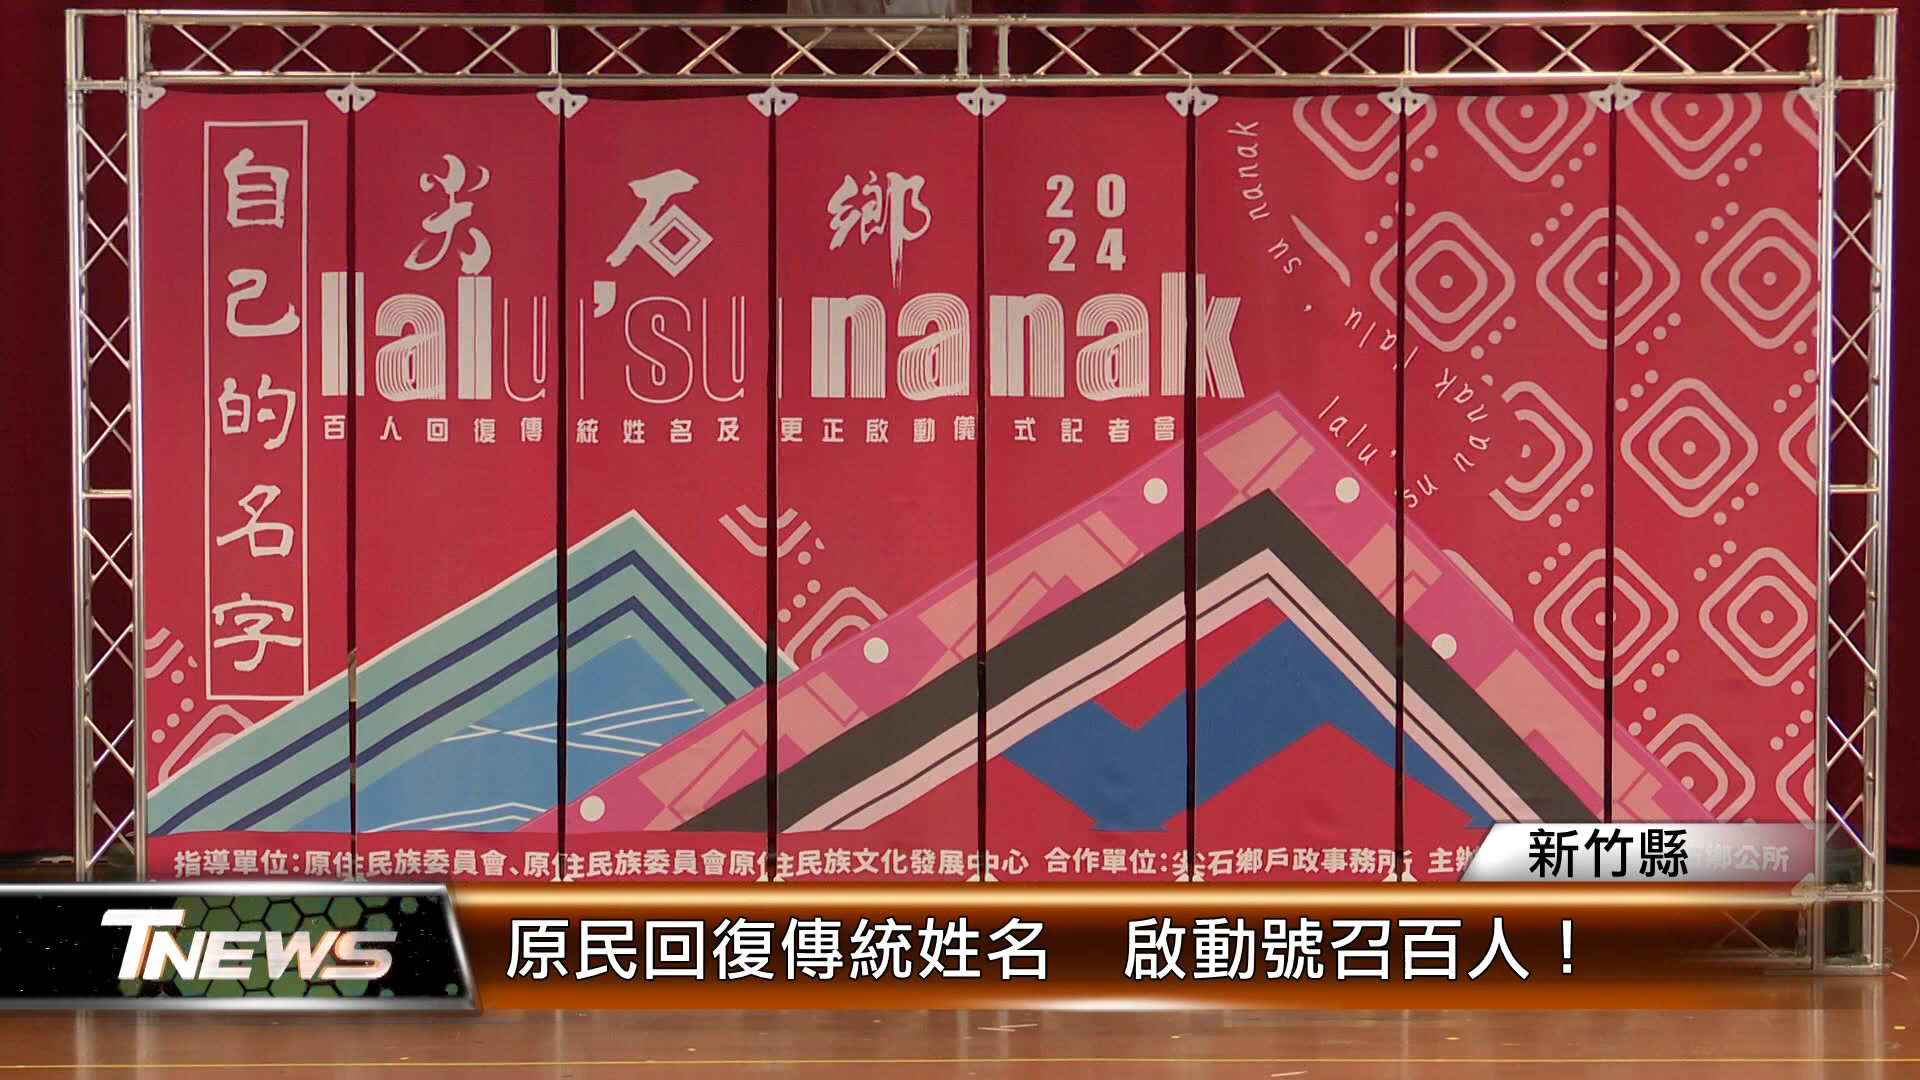 自己的名字
尖石鄉 2024
lalu'su nanak
百人回復傳統姓名及更正啟動儀式記者會
lalu'su nanak lalu'su nanak
su nanak
指導單位:原住民族委員會、原住民族委員會原住民族文化發展中心 合作單位:尖石鄉戶政事務所 主辦
鄉公所
新竹縣
TNEWS
原民回復傳統姓名 啟動號召百人！